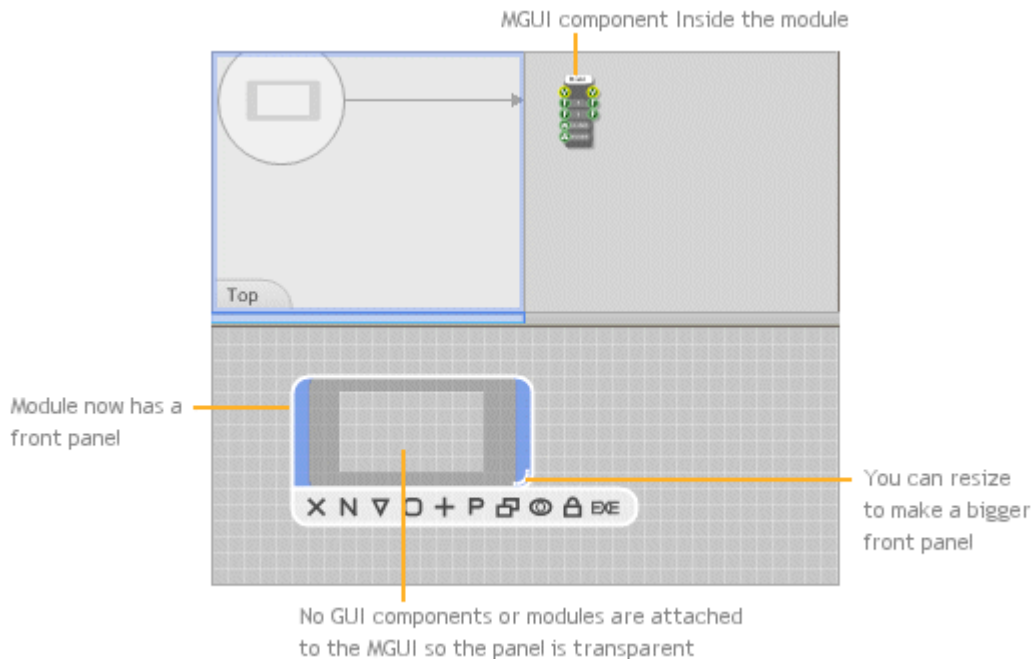 MGUI component Inside the module
Top
Module now has a
front panel
X N P EXE
You can resize
to make a bigger
front panel
No GUI components or modules are attached
to the MGUI so the panel is transparent